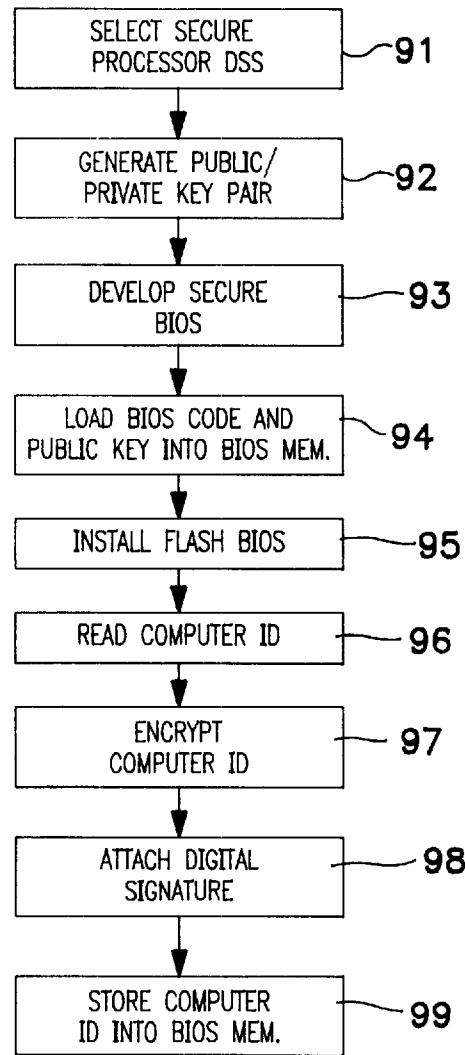 SELECT SECURE
PROCESSOR DSS
91
GENERATE PUBLIC/
PRIVATE KEY PAIR
92
DEVELOP SECURE
BIOS
93
LOAD BIOS CODE AND
PUBLIC KEY INTO BIOS MEM.
94
INSTALL FLASH BIOS
95
READ COMPUTER ID
96
ENCRYPT
COMPUTER ID
97
ATTACH DIGITAL
SIGNATURE
98
STORE COMPUTER
ID INTO BIOS MEM.
99